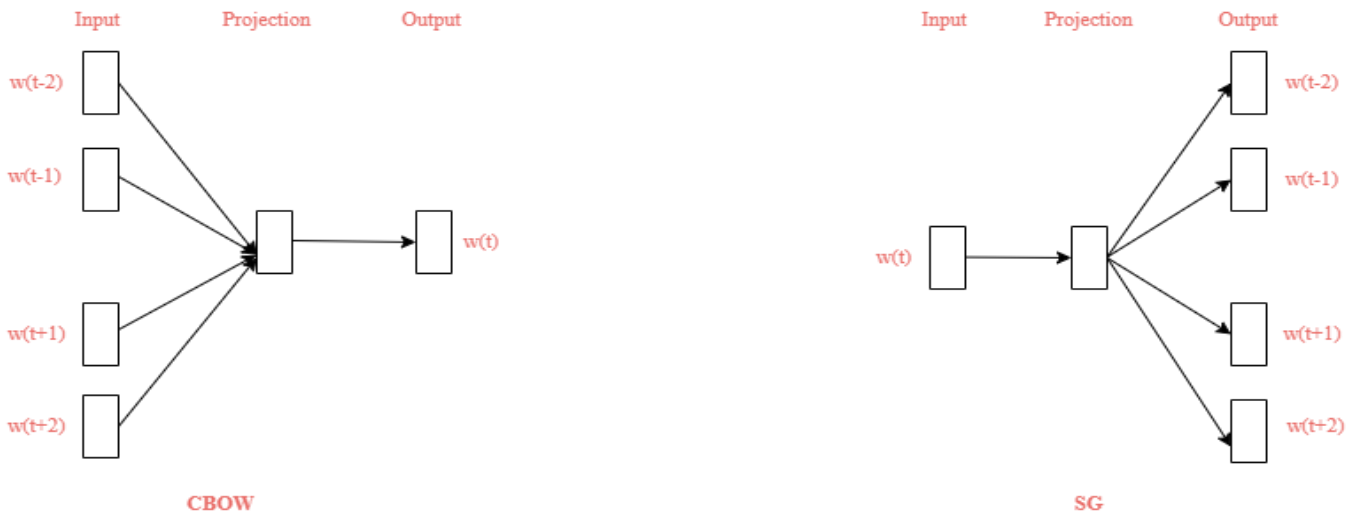 Input Projection Output
w(t-2)
w(t-1)
w(t)
w(t+1)
w(t+2)
CBOW
Input Projection Output
w(t-2)
w(t-1)
w(t)
w(t+1)
w(t+2)
SG